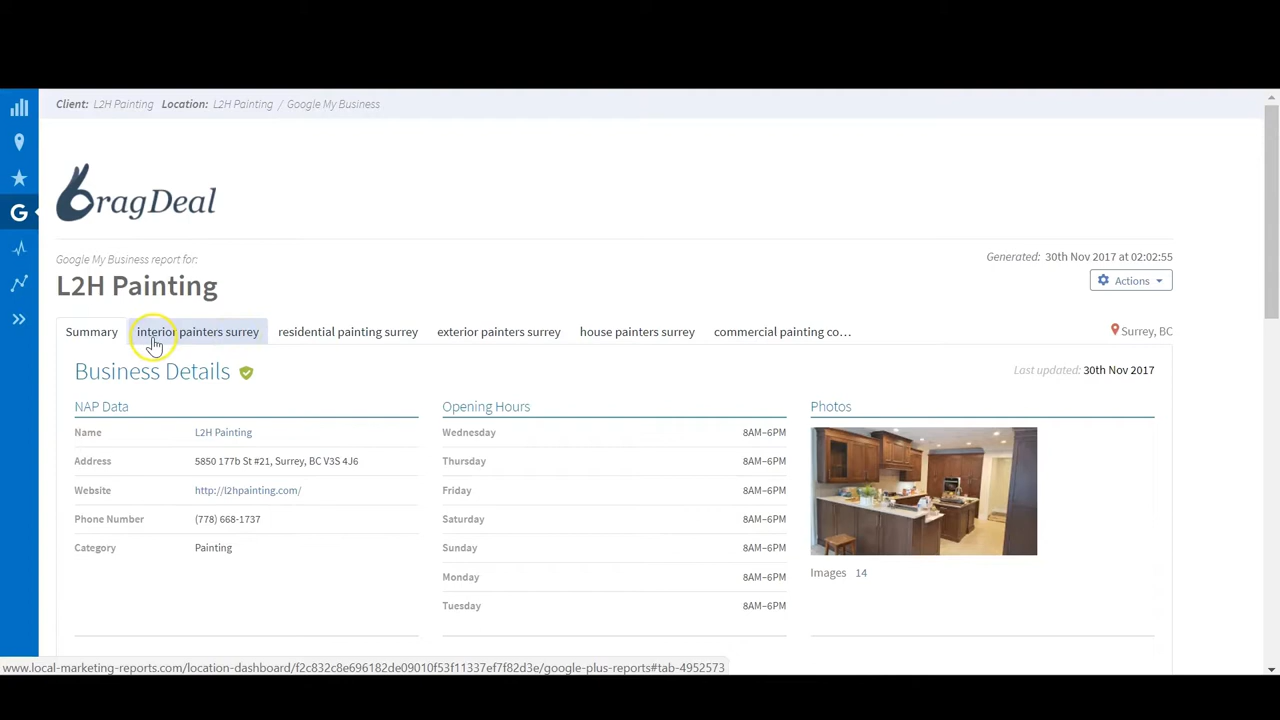 Client: L2H Painting Location: L2H Painting / Google My Business
bragDeal
Google My Business report for:
Generated: 30th Nov 2017 at 02:02:55
L2H Painting
Actions
Summary interior painters surrey residential painting surrey exterior painters surrey house painters surrey commercial painting co… Surrey, BC
Business Details
Last updated: 30th Nov 2017
NAP Data
Name L2H Painting
Address 5850 177b St #21, Surrey, BC V3S 4J6
Website http://l2hpainting.com/
Phone Number (778) 668-1737
Category Painting
Opening Hours
Wednesday 8AM–6PM
Thursday 8AM–6PM
Friday 8AM–6PM
Saturday 8AM–6PM
Sunday 8AM–6PM
Monday 8AM–6PM
Tuesday 8AM–6PM
Photos
Images 14
www.local-marketing-reports.com/location-dashboard/f2c832c8e696182de09010f53f11337ef7f82d3e/google-plus-reports#tab-4952573